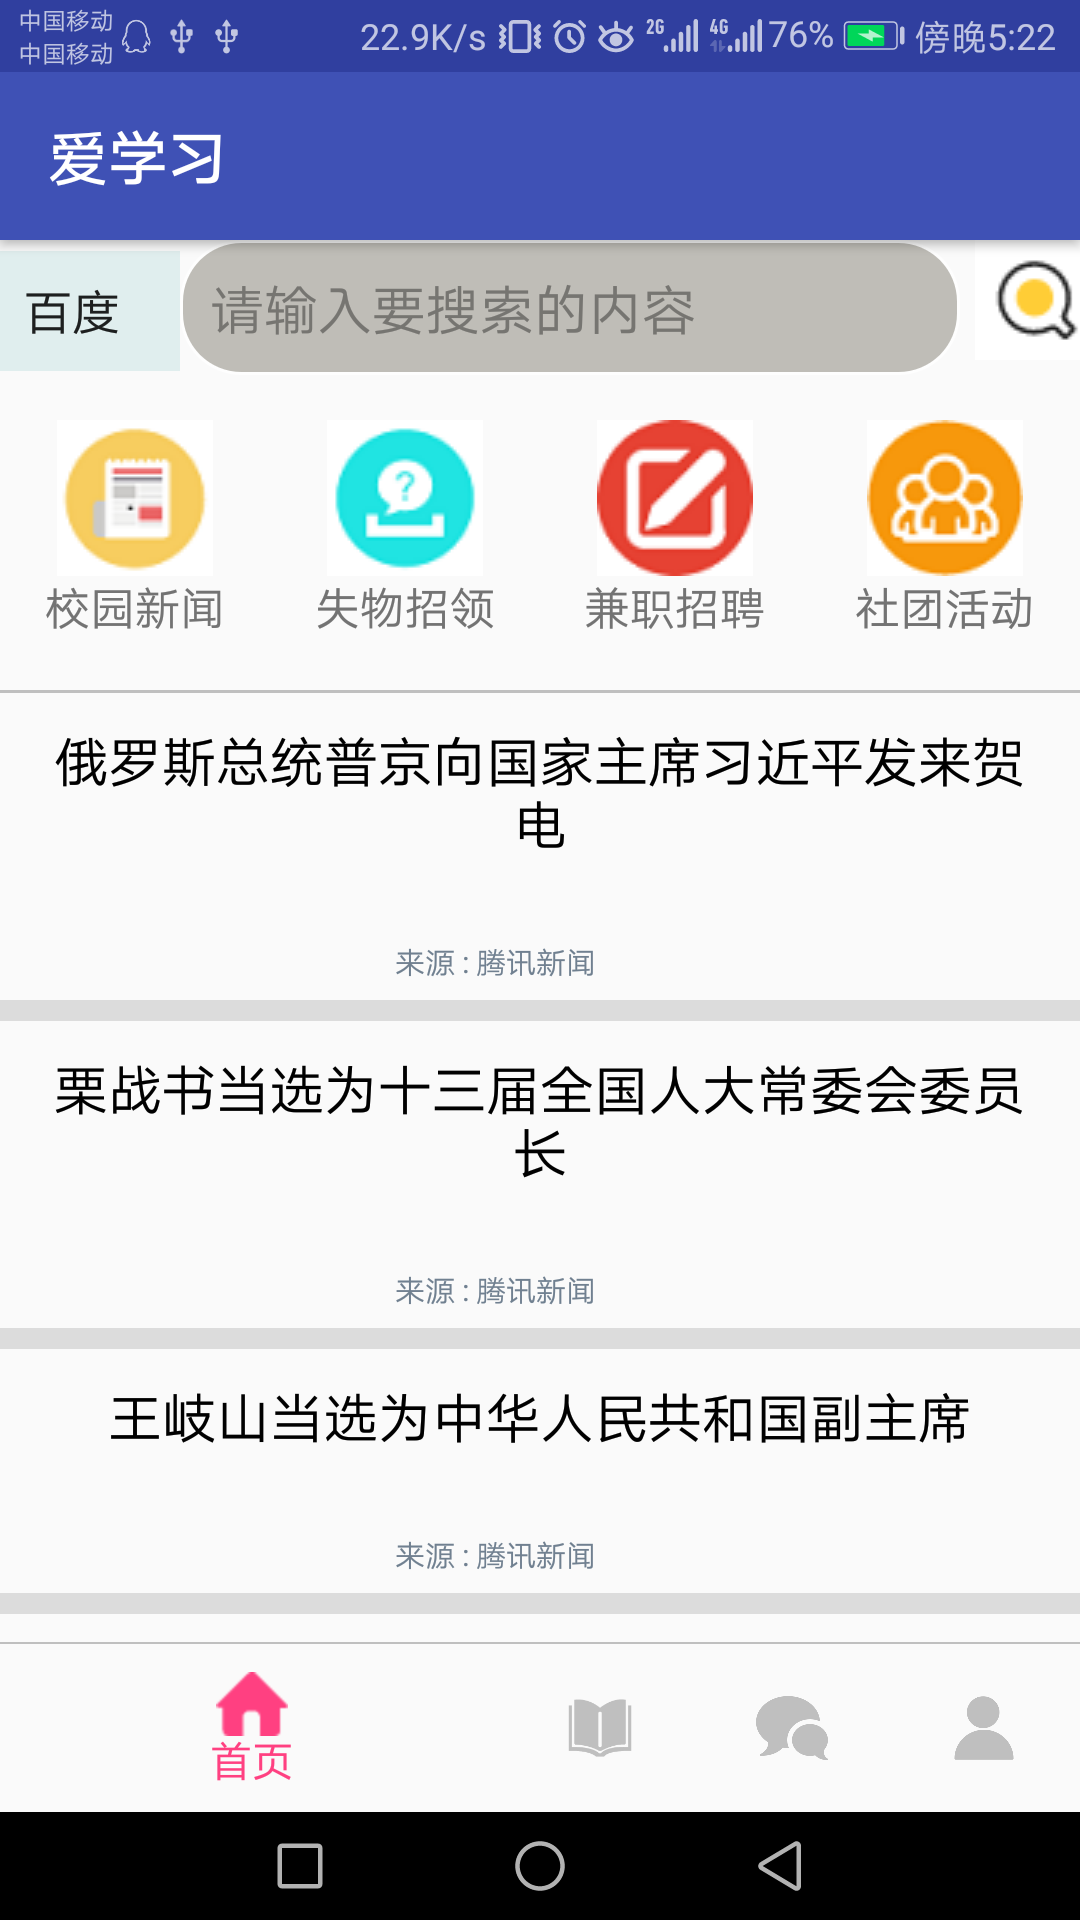 中国移动
中国移动
22.9K/s 2G 4G 76% 傍晚5:22
爱学习
百度 请输入要搜索的内容
校园新闻 失物招领 兼职招聘 社团活动
俄罗斯总统普京向国家主席习近平发来贺
电
来源 : 腾讯新闻
栗战书当选为十三届全国人大常委会委员
长
来源 : 腾讯新闻
王岐山当选为中华人民共和国副主席
来源 : 腾讯新闻
首页